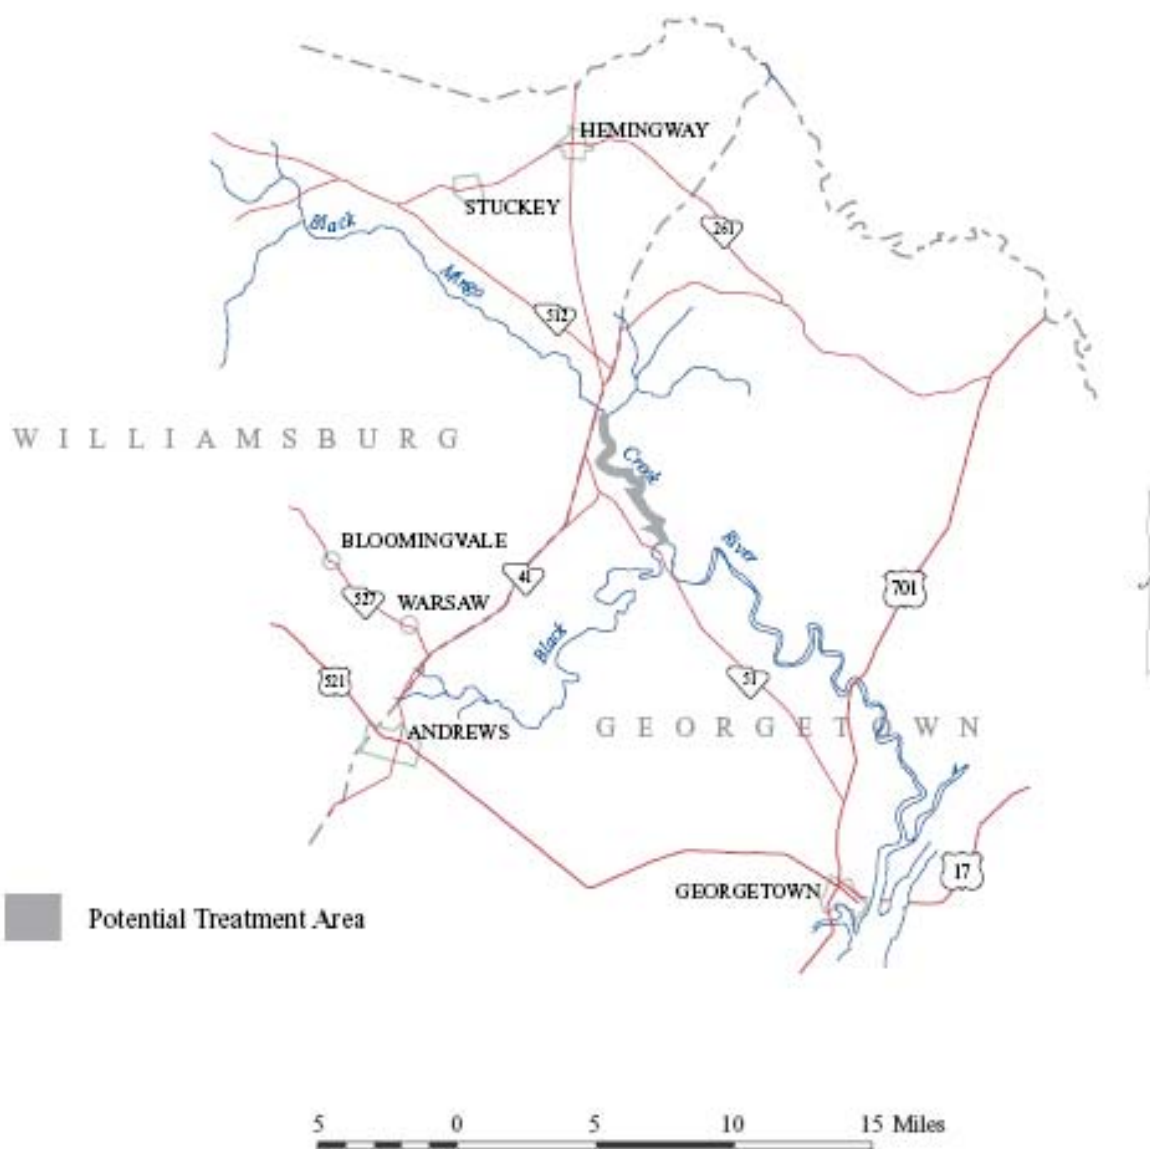 HEMINGWAY
STUCKEY
Black
Mingo
261
512
WILLIAMSBURG
Creek
BLOOMINGVALE
River
41
701
527
WARSAW
Black
521
51
ANDREWS
GEORGETOWN
17
GEORGETOWN
Potential Treatment Area
5 0 5 10 15 Miles